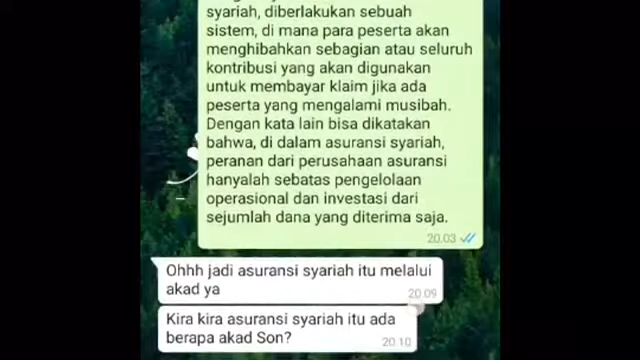 syariah, diberlakukan sebuah
sistem, di mana para peserta akan
menghibahkan sebagian atau seluruh
kontribusi yang akan digunakan
untuk membayar klaim jika ada
peserta yang mengalami musibah.
Dengan kata lain bisa dikatakan
bahwa, di dalam asuransi syariah,
peranan dari perusahaan asuransi
hanyalah sebatas pengelolaan
operasional dan investasi dari
sejumlah dana yang diterima saja.
20.03
Ohhh jadi asuransi syariah itu melalui
akad ya
20.09
Kira kira asuransi syariah itu ada
berapa akad Son?
20.10